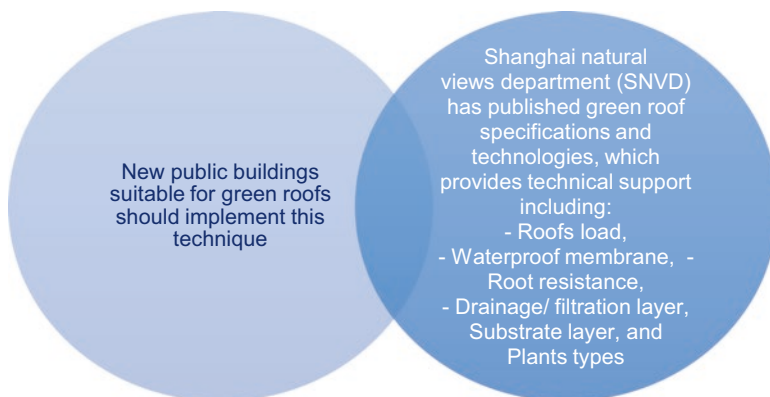 New public buildings
suitable for green roofs
should implement this
technique
Shanghai natural
views department (SNVD)
has published green roof
specifications and
technologies, which
provides technical support
including:
- Roofs load,
- Waterproof membrane,  -
Root resistance,
- Drainage/ filtration layer,
Substrate layer, and
Plants types